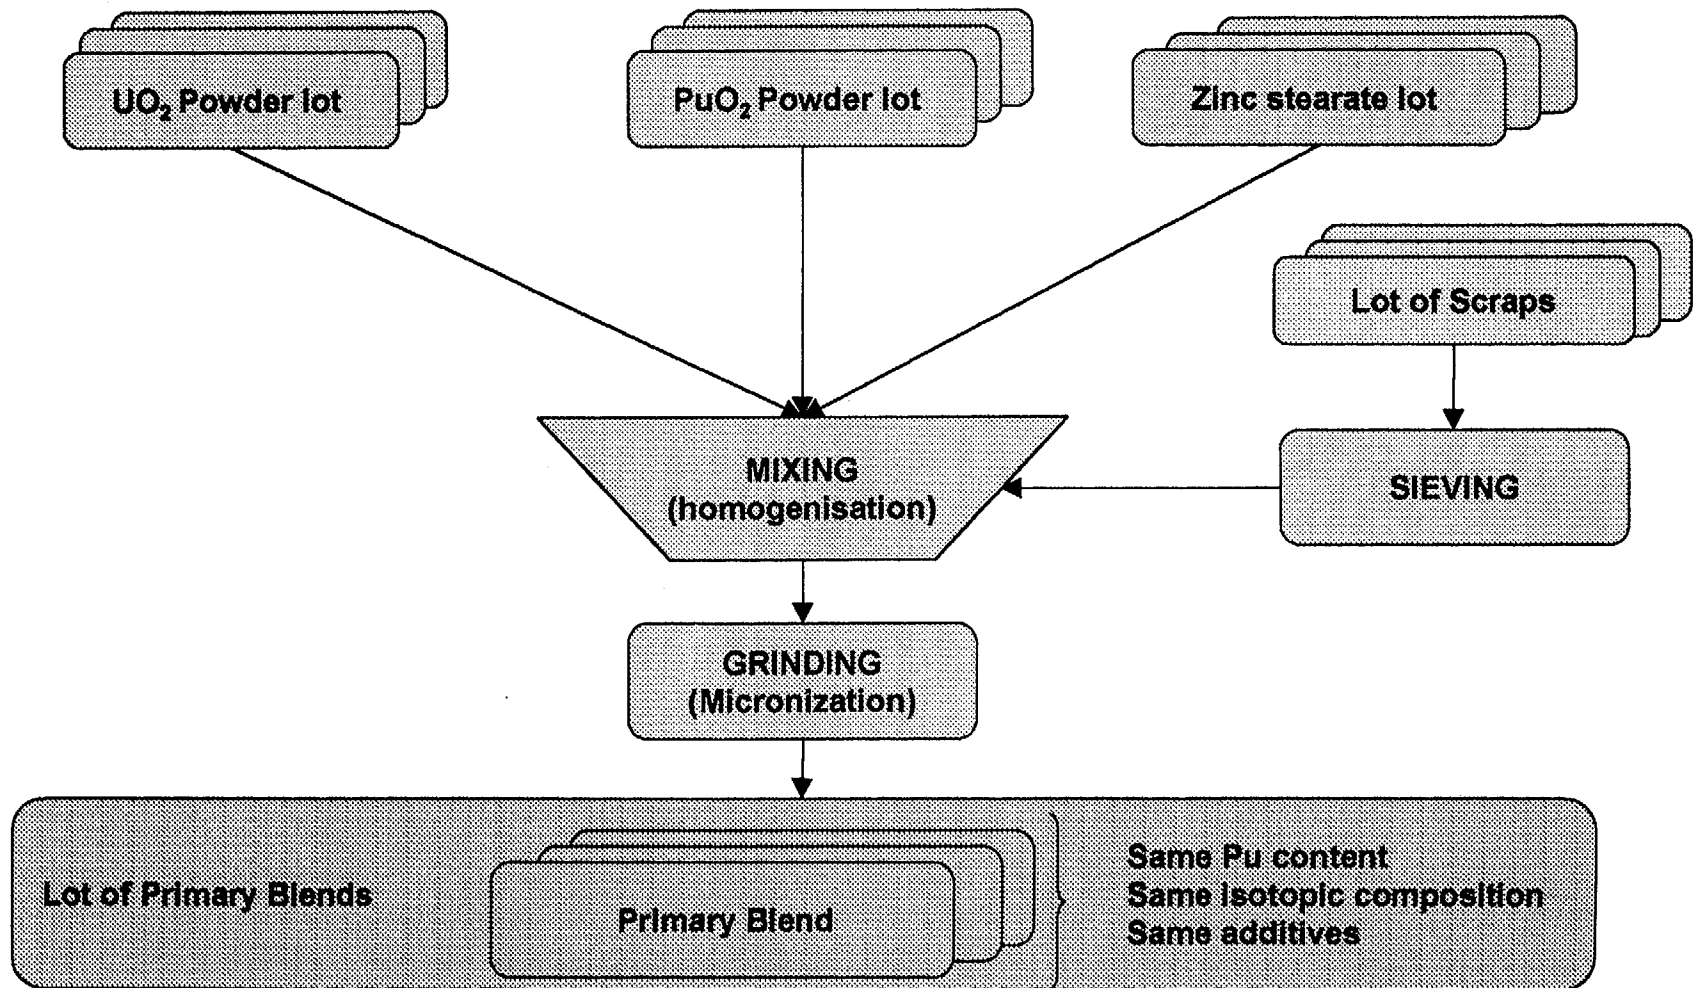 UO₂ Powder lot
PuO₂ Powder lot
Zinc stearate lot
Lot of Scraps
MIXING
(homogenisation)
SIEVING
GRINDING
(Micronization)
Lot of Primary Blends
Primary Blend
Same Pu content
Same isotopic composition
Same additives